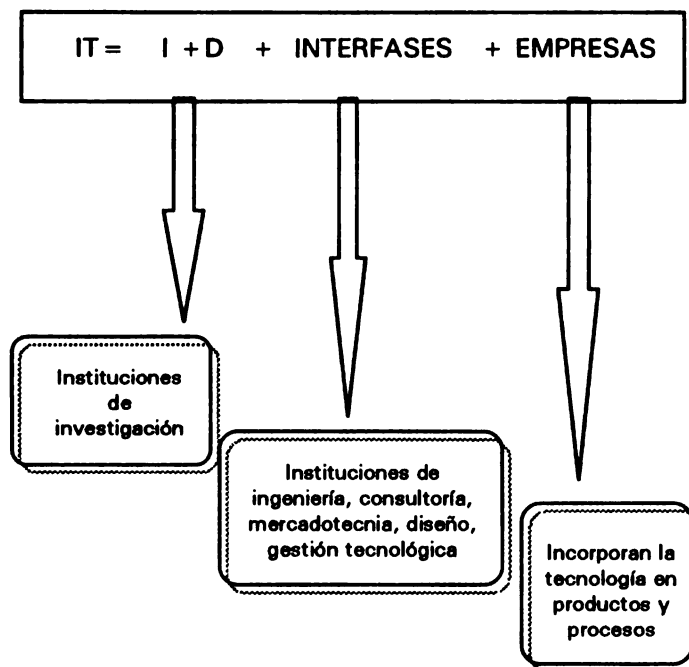 IT = I + D + INTERFASES + EMPRESAS
Instituciones
de
investigación
Instituciones de
ingeniería, consultoría,
mercadotecnia, diseño,
gestión tecnológica
Incorporan la
tecnología en
productos y
procesos